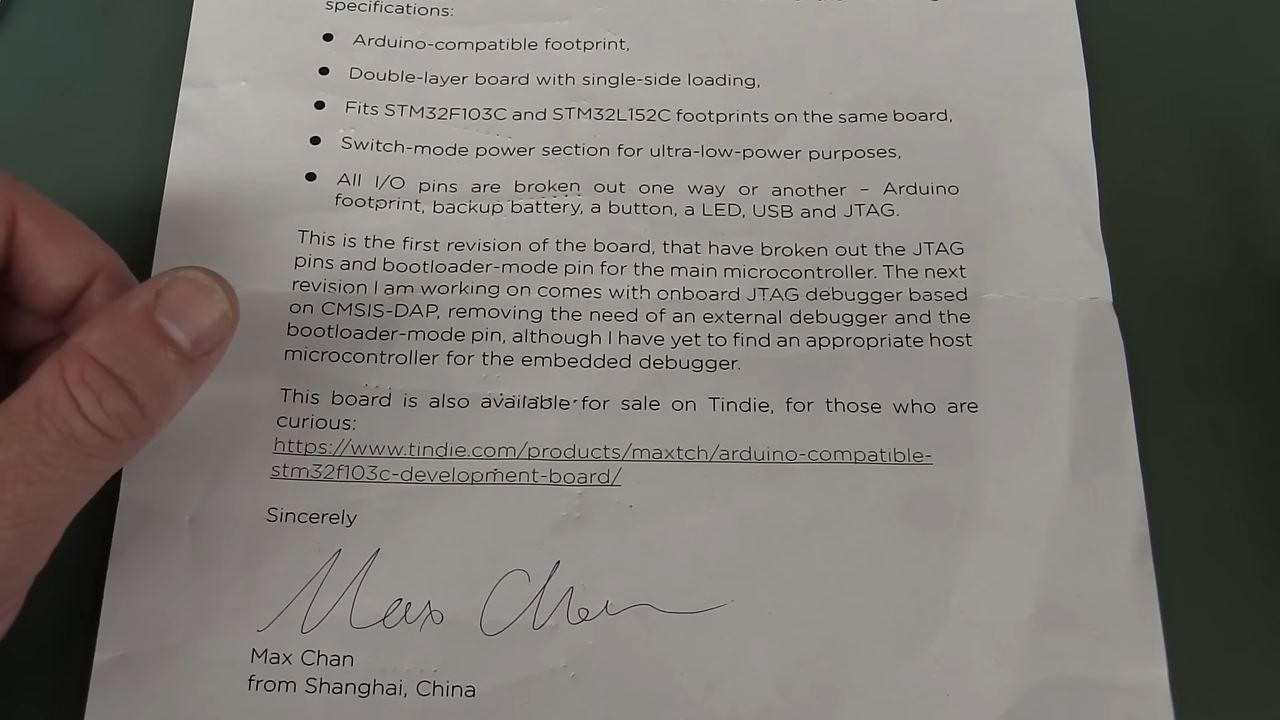 specifications:
● Arduino-compatible footprint,
● Double-layer board with single-side loading,
● Fits STM32F103C and STM32L152C footprints on the same board,
● Switch-mode power section for ultra-low-power purposes,
● All I/O pins are broken out one way or another – Arduino
footprint, backup battery, a button, a LED, USB and JTAG.
This is the first revision of the board, that have broken out the JTAG
pins and bootloader-mode pin for the main microcontroller. The next
revision I am working on comes with onboard JTAG debugger based
on CMSIS-DAP, removing the need of an external debugger and the
bootloader-mode pin, although I have yet to find an appropriate host
microcontroller for the embedded debugger.
This board is also available for sale on Tindie, for those who are
curious:
https://www.tindie.com/products/maxtch/arduino-compatible-
stm32f103c-development-board/
Sincerely
Max Chan
Max Chan
from Shanghai, China